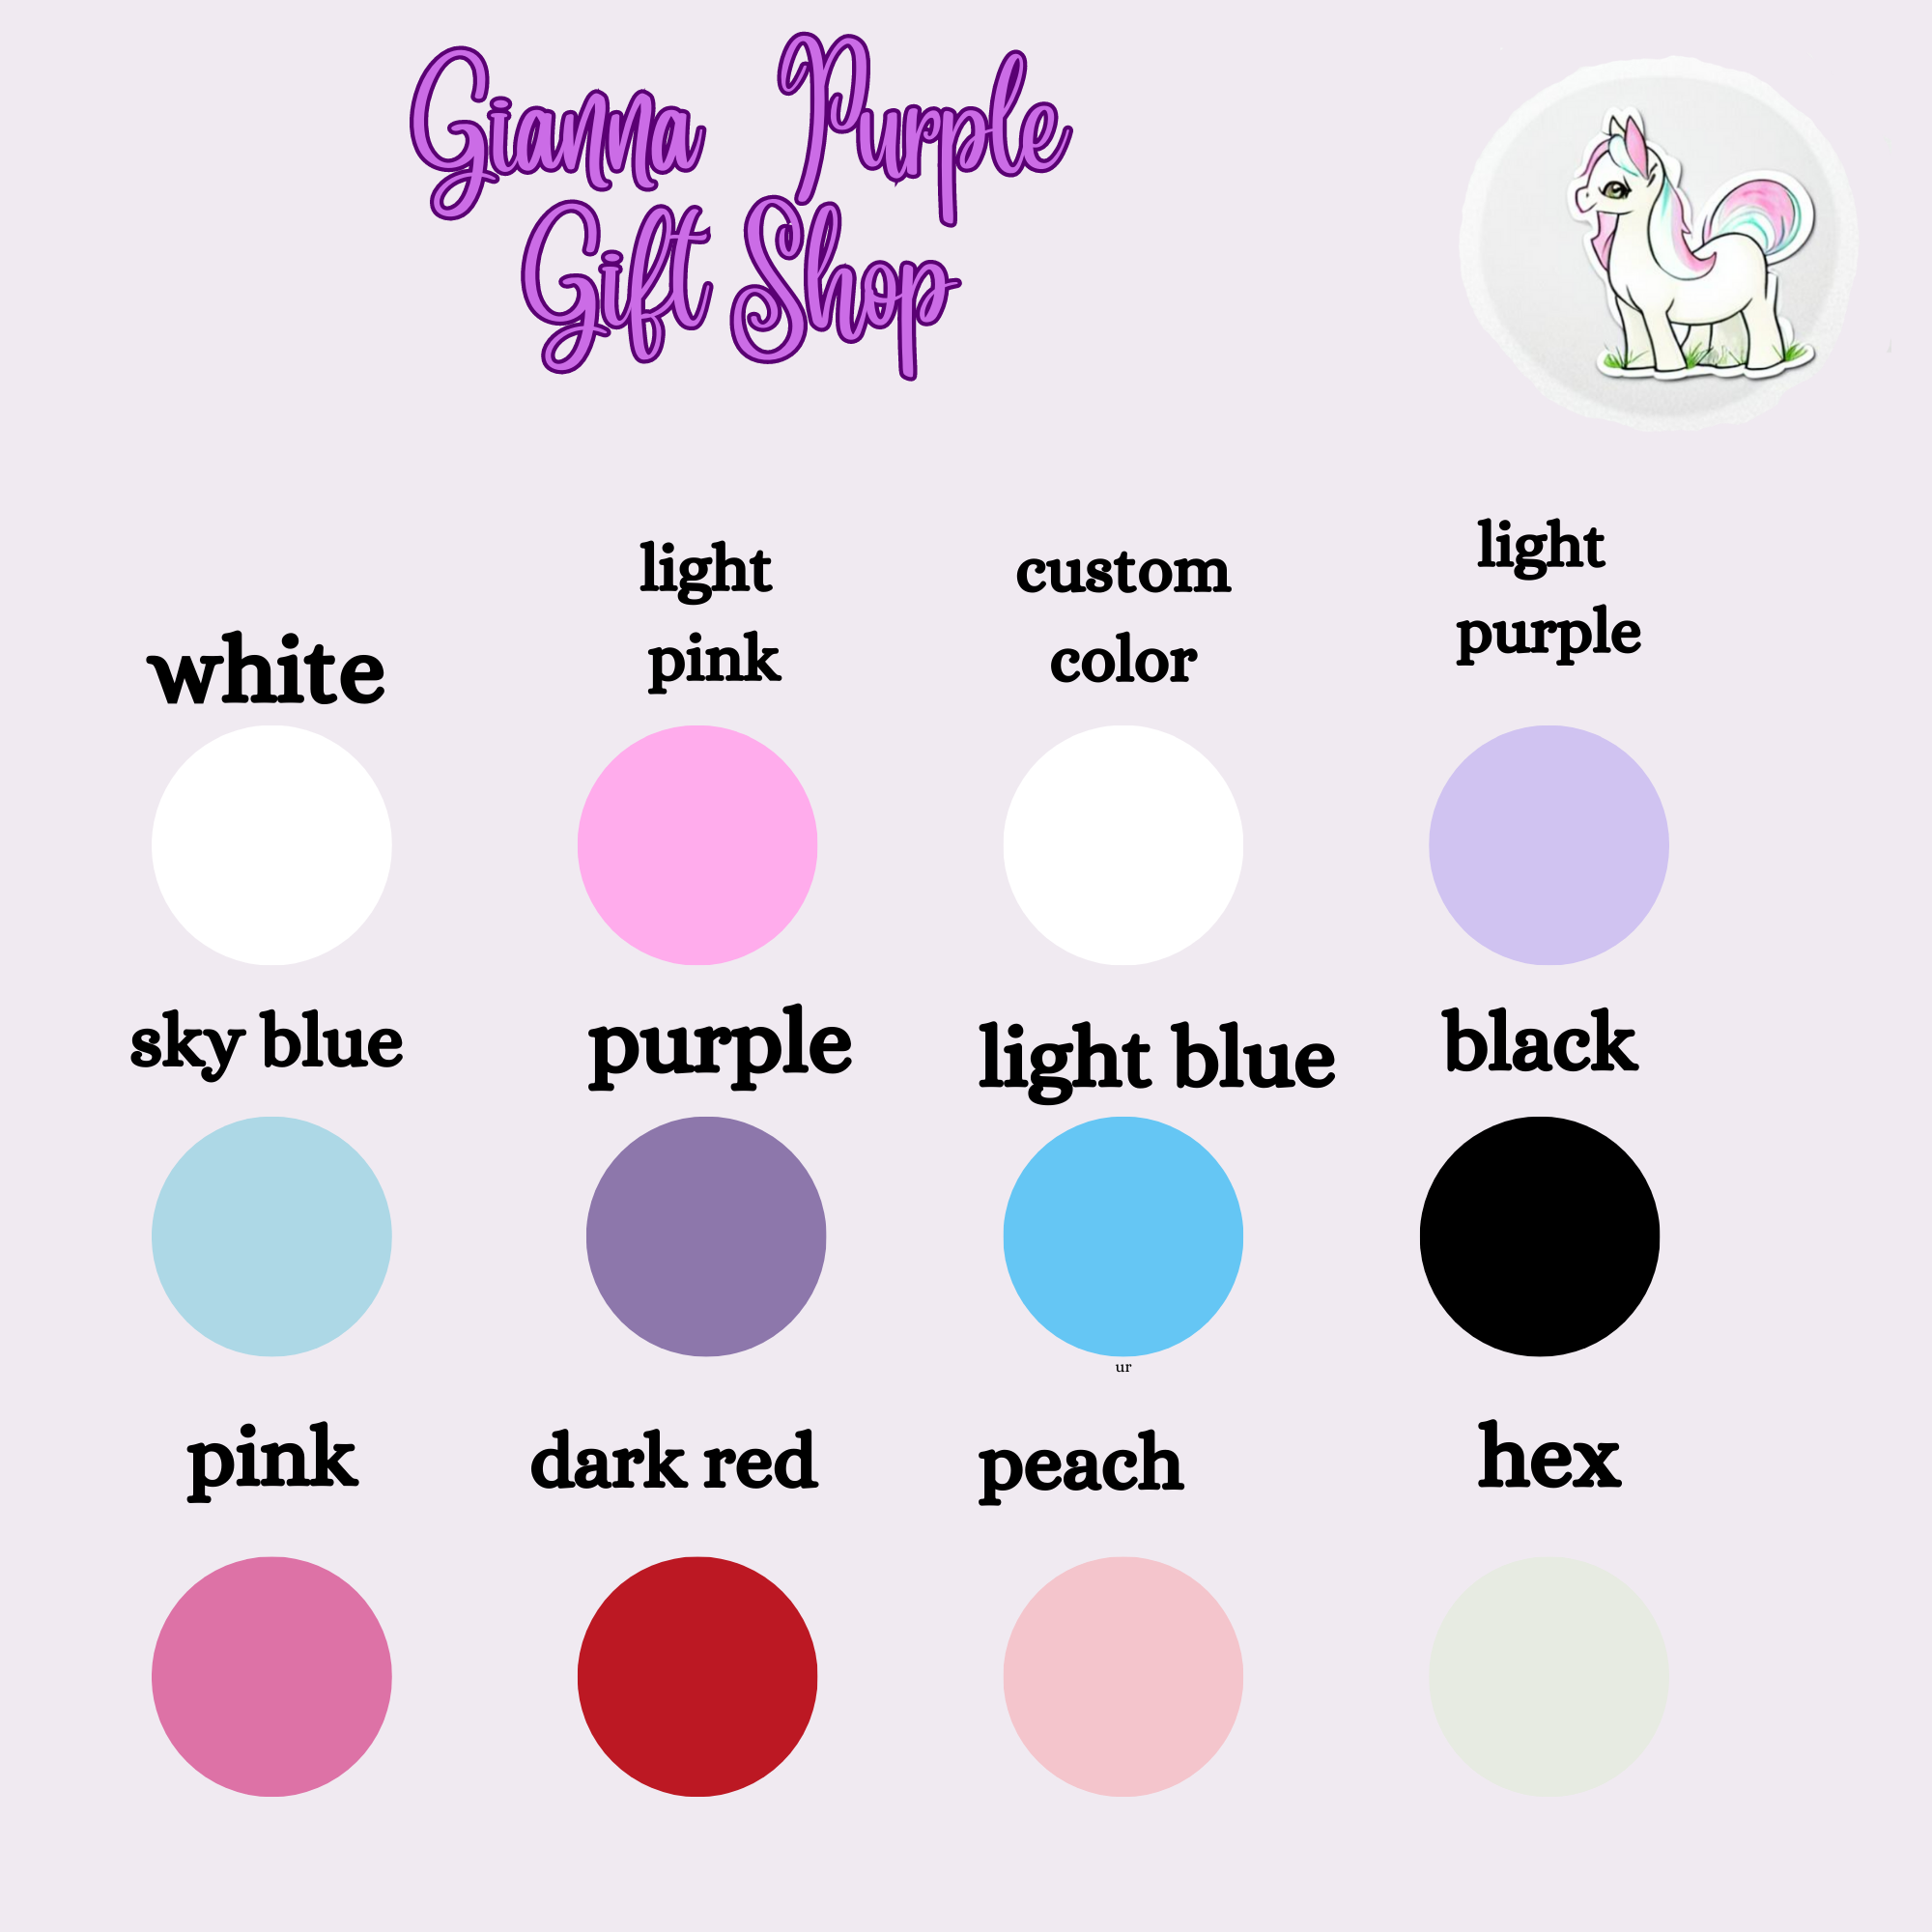 Gianna Purple
Gift Shop
white
light
pink
custom
color
light
purple
sky blue
purple
light blue
black
ur
pink
dark red
peach
hex